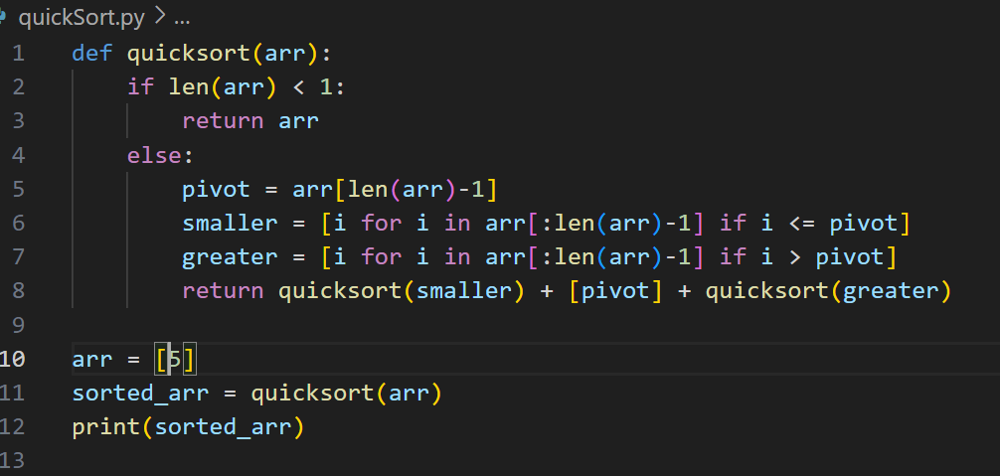 quickSort.py > ...
1 def quicksort(arr):
2     if len(arr) < 1:
3         return arr
4     else:
5         pivot = arr[len(arr)-1]
6         smaller = [i for i in arr[:len(arr)-1] if i <= pivot]
7         greater = [i for i in arr[:len(arr)-1] if i > pivot]
8         return quicksort(smaller) + [pivot] + quicksort(greater)
9
10 arr = [5]
11 sorted_arr = quicksort(arr)
12 print(sorted_arr)
13